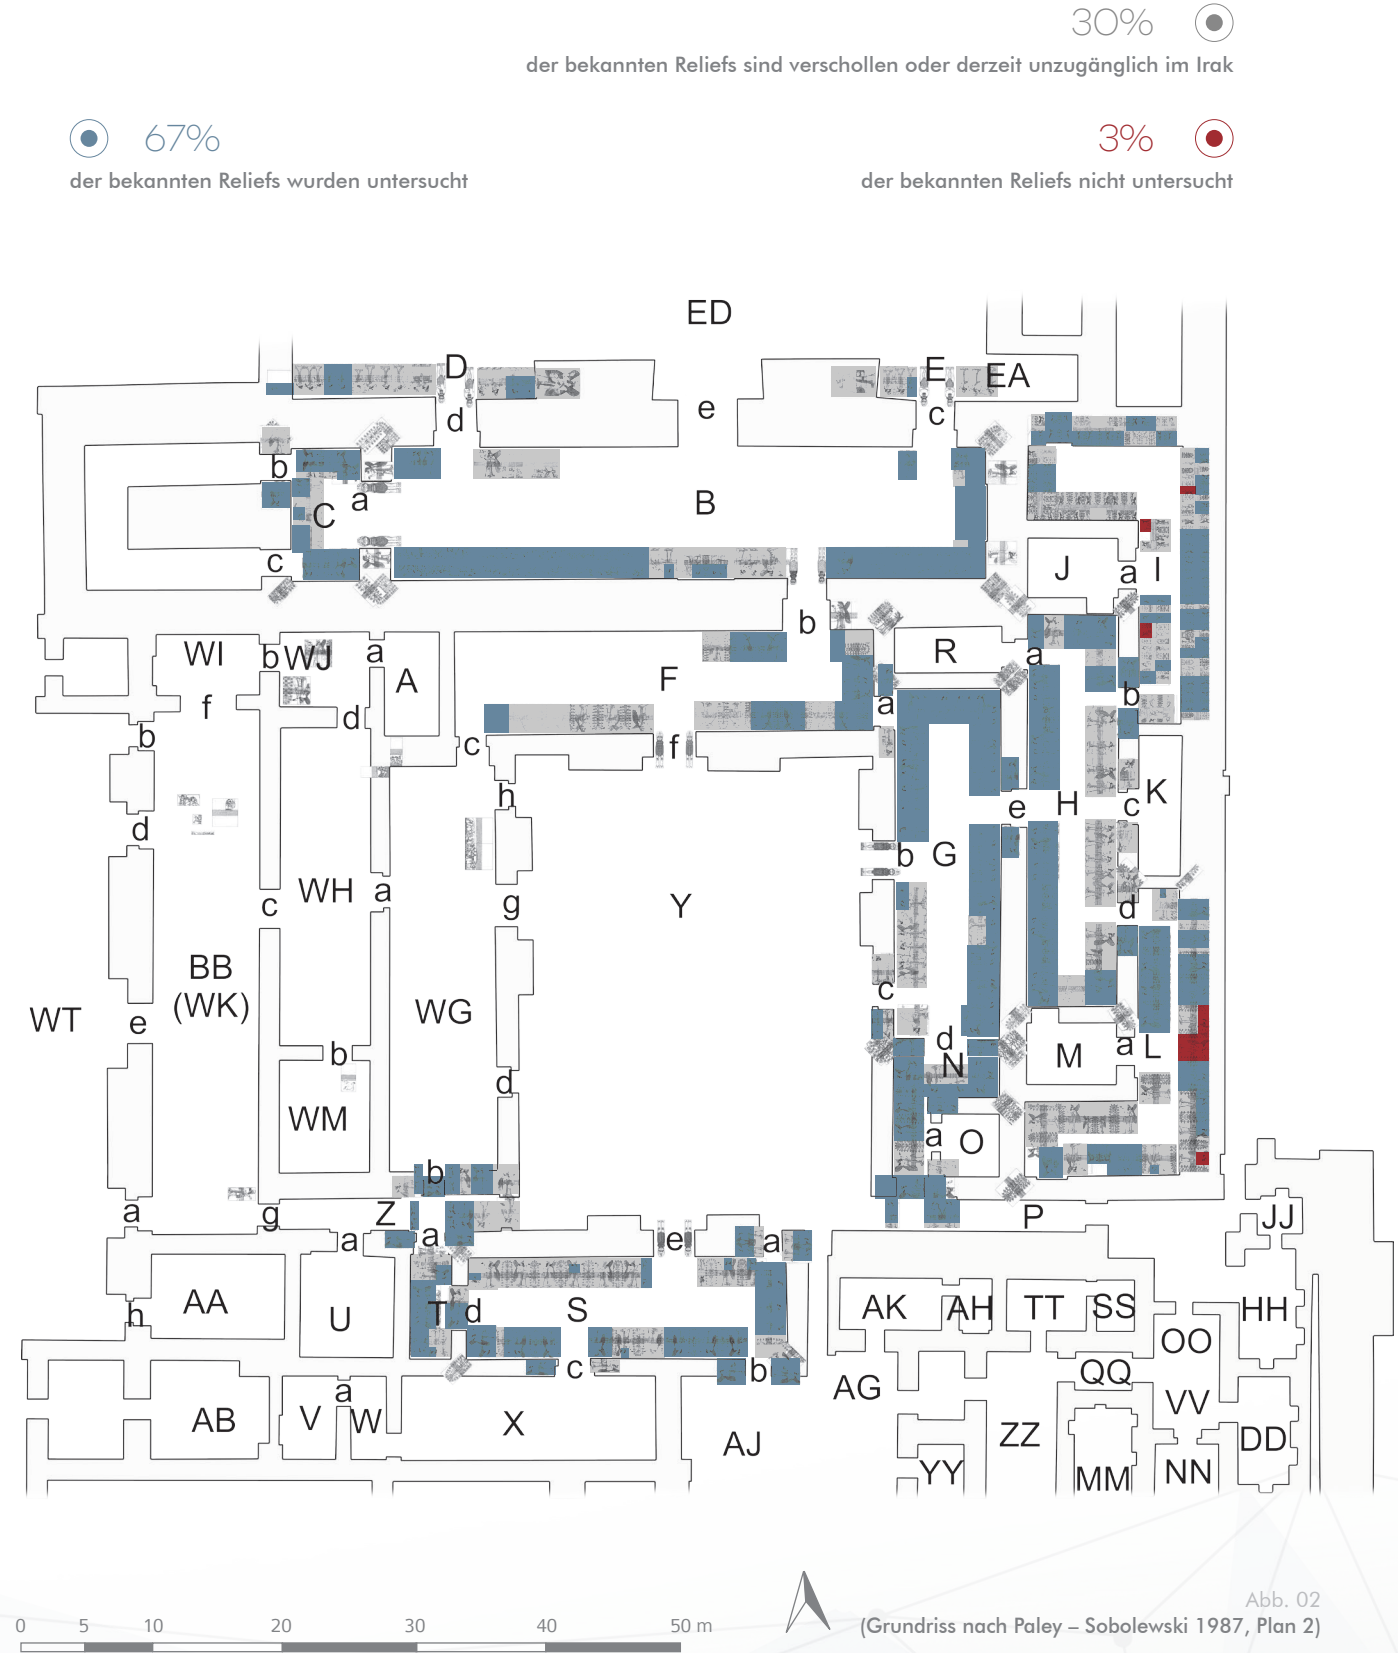 30%
der bekannten Reliefs sind verschollen oder derzeit unzugänglich im Irak
67%
der bekannten Reliefs wurden untersucht
3%
der bekannten Reliefs nicht untersucht
ED
D
E
EA
e
d
c
b
a
B
C
c
J
a
I
b
WI
b
WJ
a
A
F
R
a
f
d
a
b
b
c
f
h
e
H
K
c
d
b
G
WH
a
c
g
Y
d
BB
(WK)
WT
e
WG
c
d
N
M
a
L
b
d
WM
a
O
b
a
g
Z
a
a
e
a
P
JJ
h
AA
U
T
d
S
AK
AH
TT
SS
HH
OO
c
b
AG
QQ
VV
a
AB
V
W
X
AJ
ZZ
DD
YY
MM
NN
Abb. 02
0 5 10 20 30 40 50 m
(Grundriss nach Paley – Sobolewski 1987, Plan 2)